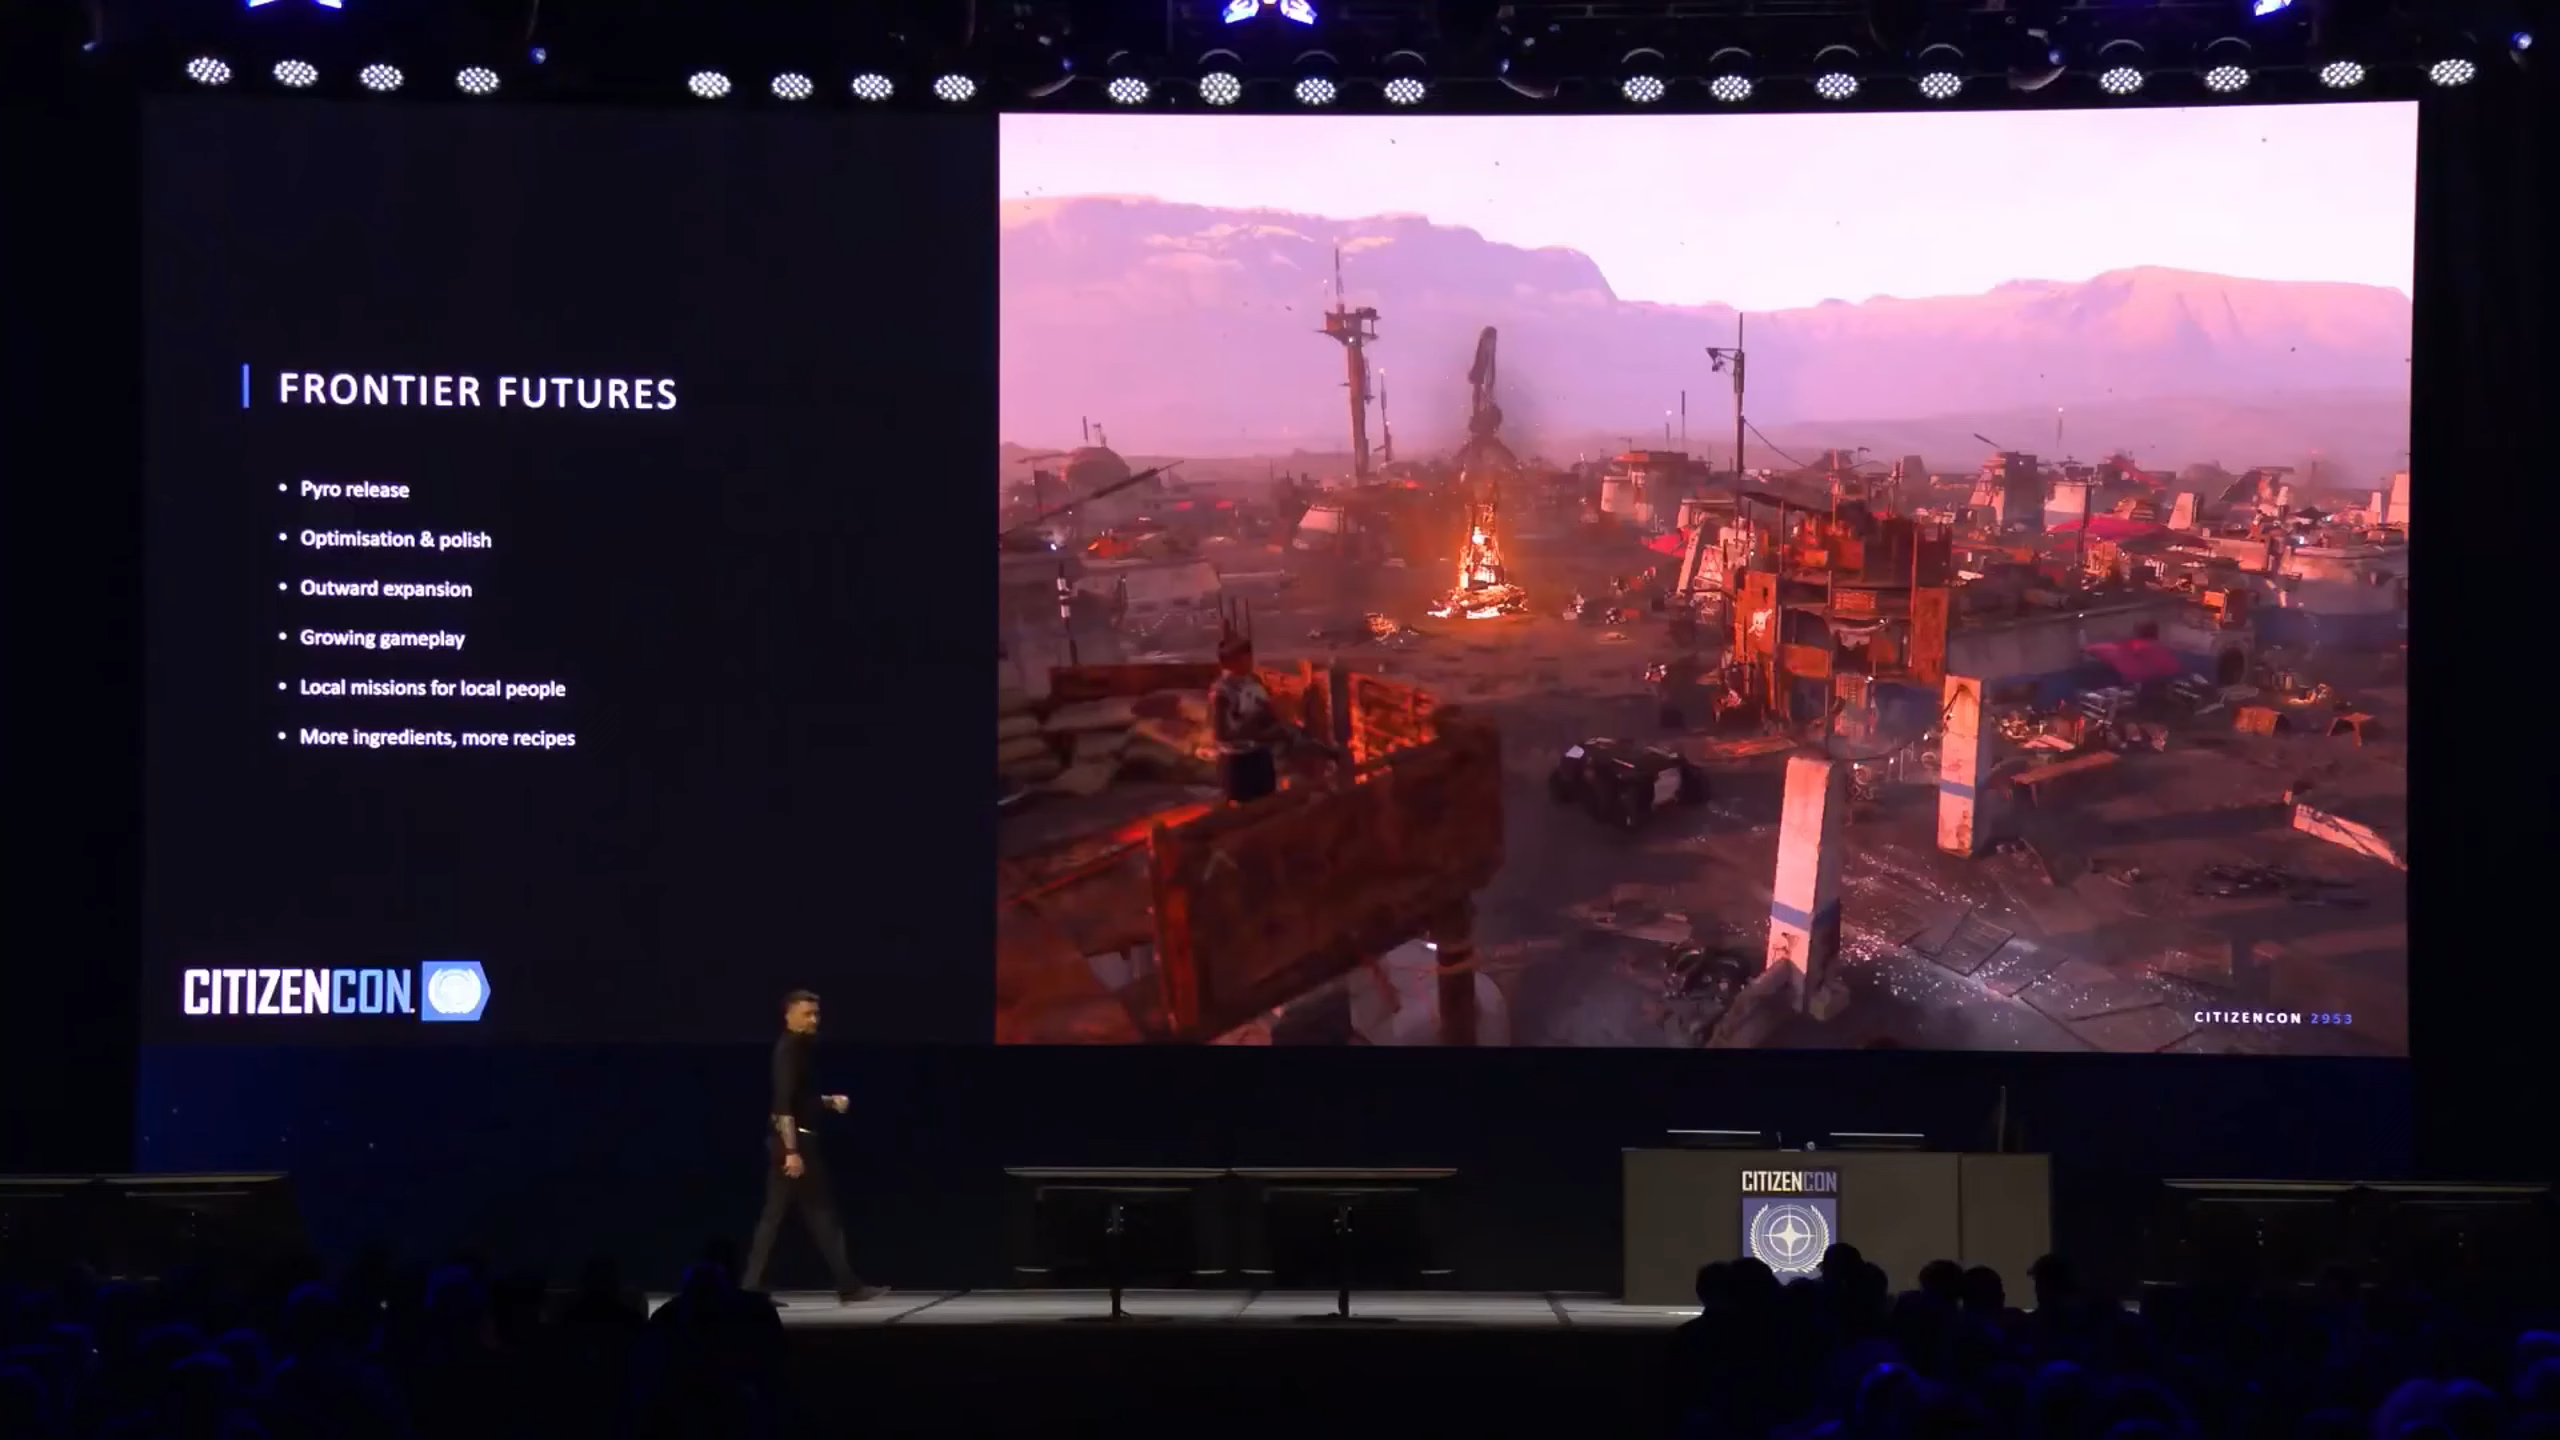 FRONTIER FUTURES
• Pyro release
• Optimisation & polish
• Outward expansion
• Growing gameplay
• Local missions for local people
• More ingredients, more recipes
CITIZENCON
CITIZENCON 2953
CITIZENCON